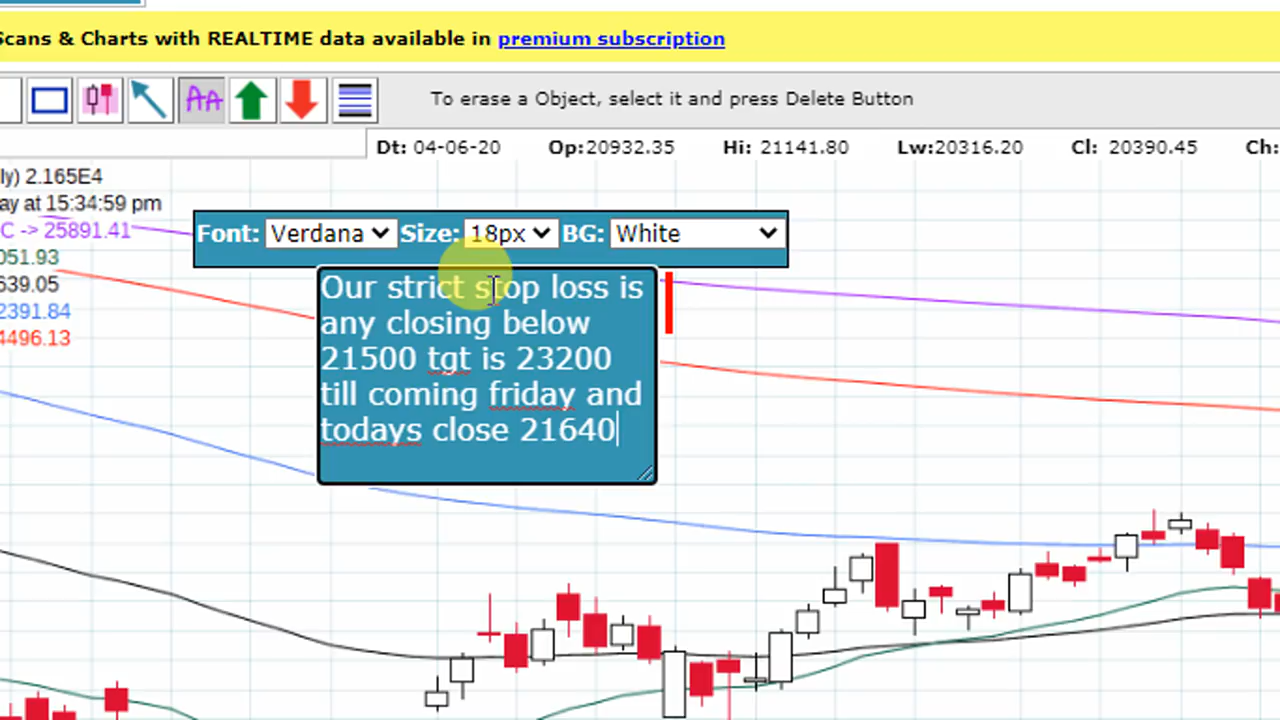 Scans & Charts with REALTIME data available in premium subscription
AA
To erase a Object, select it and press Delete Button
Dt: 04-06-20 Op:20932.35 Hi: 21141.80 Lw:20316.20 Cl: 20390.45 Ch:
ly) 2.165E4
ay at 15:34:59 pm
C -> 25891.41
051.93
639.05
2391.84
4496.13
Font: Verdana Size: 18px BG: White
Our strict stop loss is
any closing below
21500 tgt is 23200
till coming friday and
todays close 21640